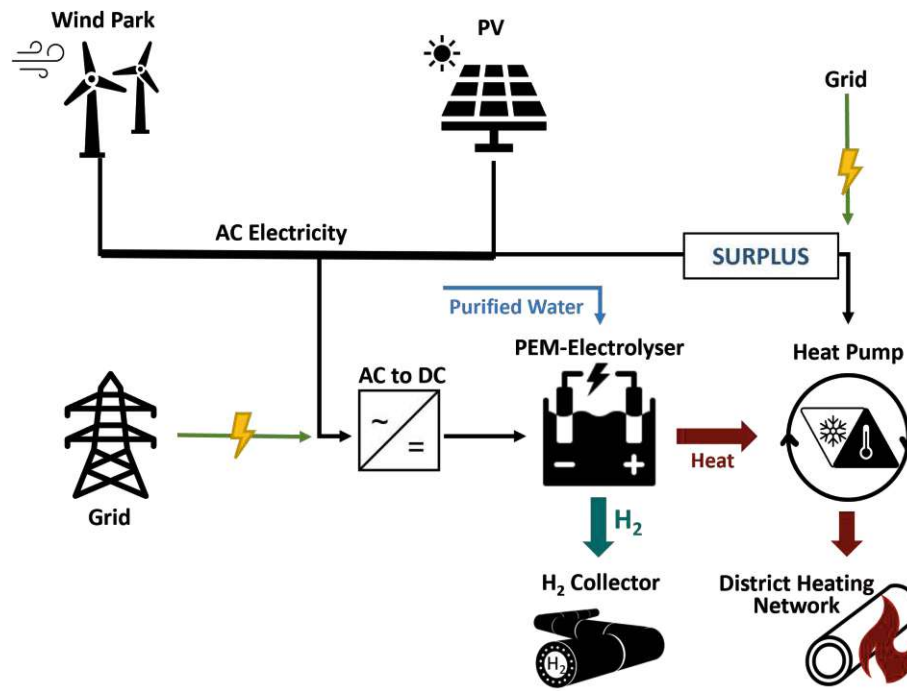 Wind Park
PV
Grid
AC Electricity
SURPLUS
Purified Water
PEM-Electrolyser
Heat Pump
AC to DC
~
=
Heat
Grid
− +
H₂
H₂ Collector
District Heating
Network
H₂